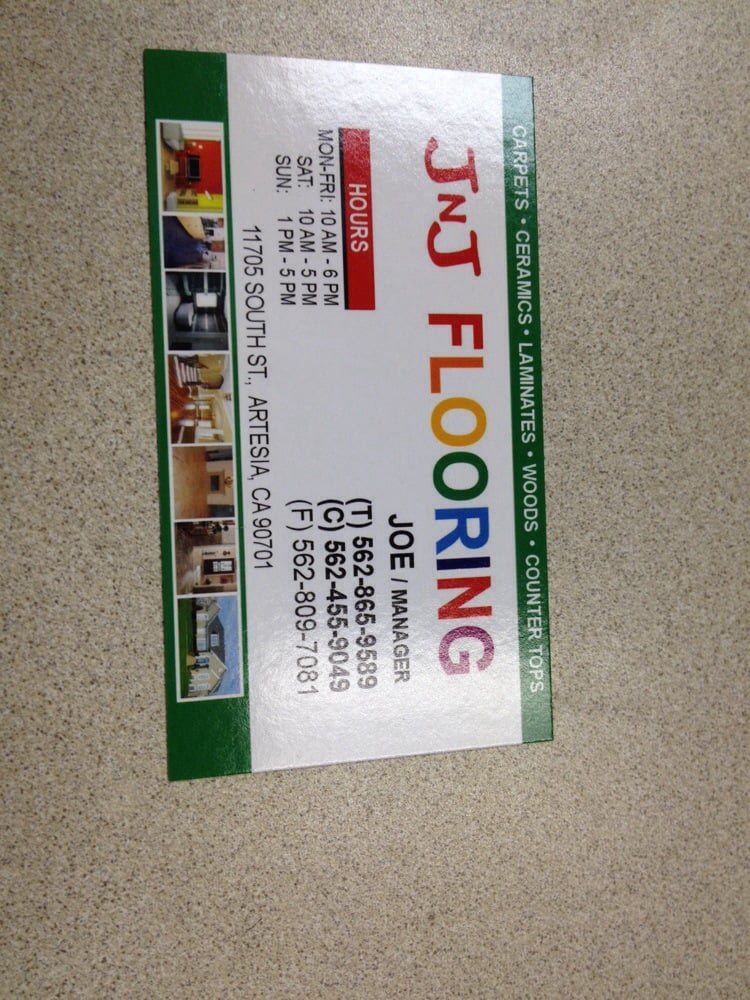 CARPETS • CERAMICS • LAMINATES • WOODS • COUNTER TOPS
JNJ FLOORING
HOURS
MON-FRI: 10 AM - 6 PM
SAT: 10 AM - 5 PM
SUN: 1 PM - 5 PM
JOE / MANAGER
(T) 562-865-9589
(C) 562-455-9049
(F) 562-809-7081
11705 SOUTH ST., ARTESIA, CA 90701